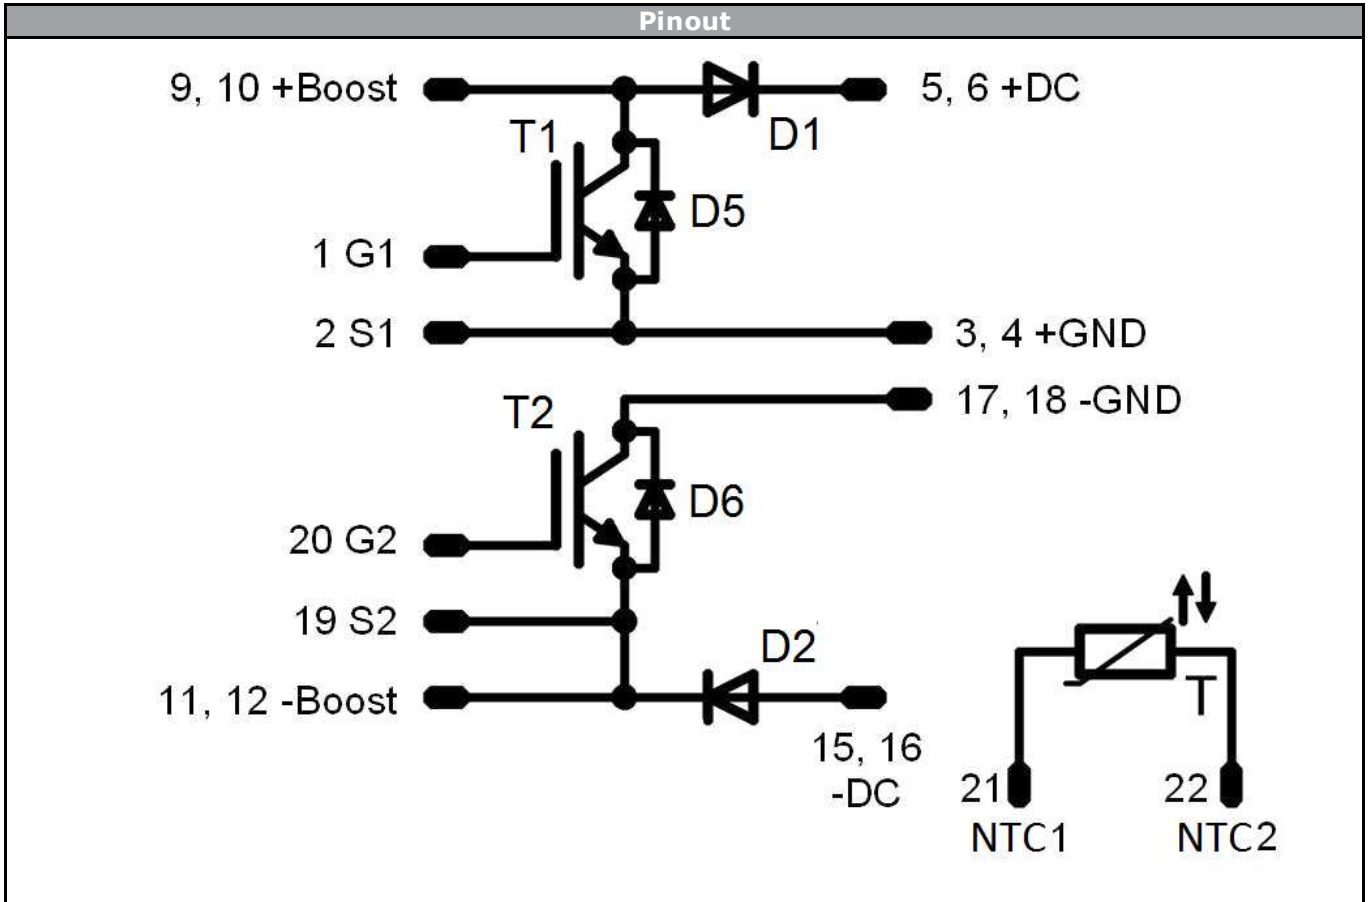 Pinout
9, 10 +Boost
5, 6 +DC
T1
D1
D5
1 G1
2 S1
3, 4 +GND
17, 18 -GND
T2
D6
20 G2
19 S2
D2
11, 12 -Boost
T
15, 16
-DC
21
22
NTC1
NTC2